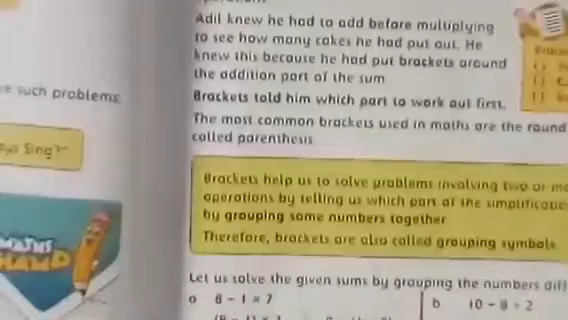 e such problems.
Sing?"
MATHS
Adil knew he had to add before multiplying
to see how many cakes he had put out. He
knew this because he had put brackets around
the addition part of the sum.
Brackets told him which part to work out first.
The most common brackets used in maths are the round
called parenthesis.
Brackets help us to solve problems involving two or mo
operations by telling us which part of the simplificatio
by grouping some numbers together.
Therefore, brackets are also called grouping symbols.
Let us solve the given sums by grouping the numbers diff
a 8 - 1 × 7
b 10 - 8 ÷ 2